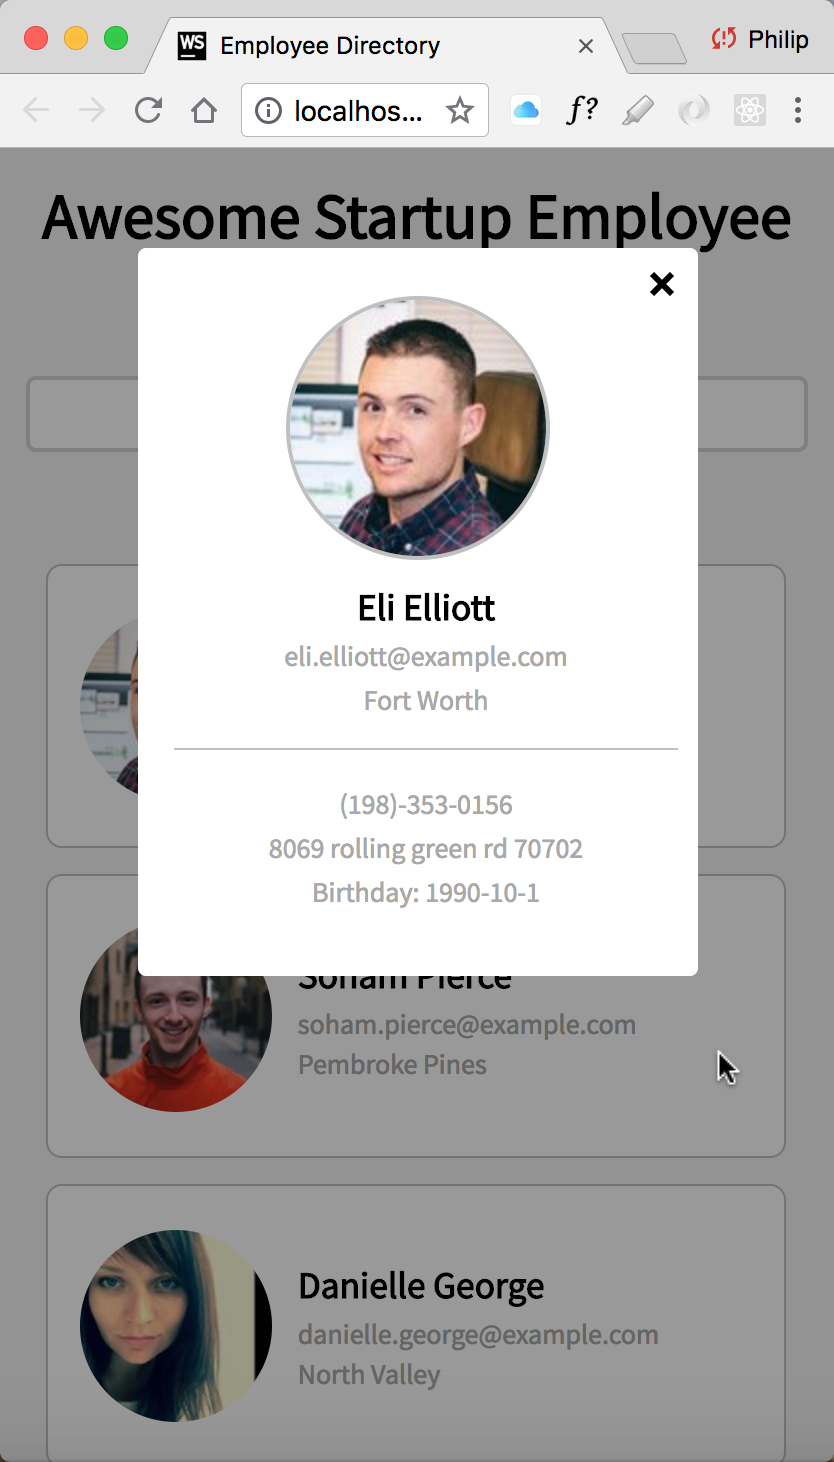 WS Employee Directory
Philip
localhos...
f?
Awesome Startup Employee
Eli Elliott
eli.elliott@example.com
Fort Worth
(198)-353-0156
8069 rolling green rd 70702
Birthday: 1990-10-1
Soham Pierce
soham.pierce@example.com
Pembroke Pines
Danielle George
danielle.george@example.com
North Valley